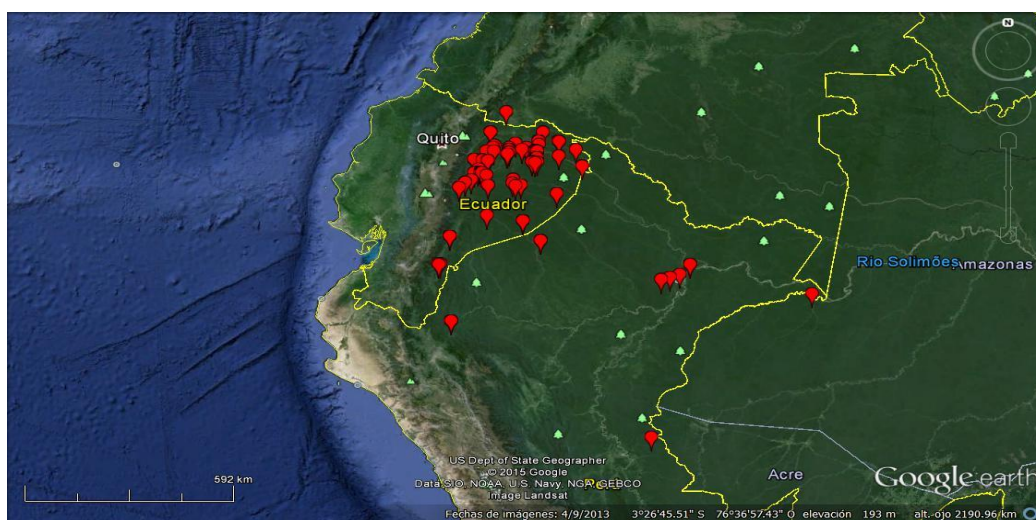 N
Quito
Ecuador
Rio Solimões
Amazonas
Acre
US Dept of State Geographer
© 2015 Google
Data SIO, NOAA, U.S. Navy, NGA, GEBCO
Image Landsat
Google earth
592 km
Fechas de imágenes: 4/9/2013 3°26'45.51" S 76°36'57.43" O elevación 193 m alt. ojo 2190.96 km